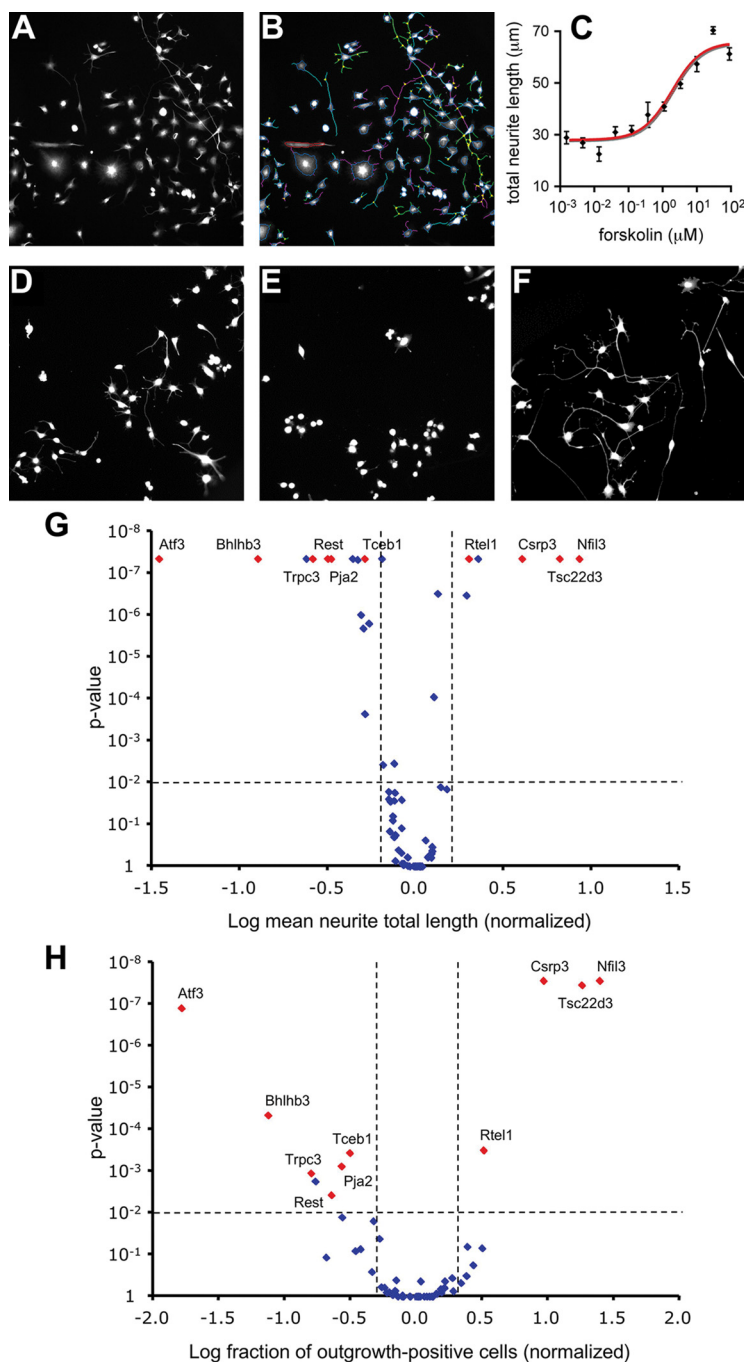 A
B
C
total neurite length (μm)
70
50
30
10
10-3 10-2 10-1 100 101 102
forskolin (μM)
D
E
F
G
10-8
10-7
10-6
10-5
10-4
10-3
10-2
10-1
1
p-value
Atf3 Bhlhb3 Rest Tceb1 Rtel1 Csrp3 Nfil3
Trpc3 Pja2 Tsc22d3
-1.5 -1.0 -0.5 0.0 0.5 1.0 1.5
Log mean neurite total length (normalized)
H
10-8
10-7
10-6
10-5
10-4
10-3
10-2
10-1
1
p-value
Csrp3 Nfil3
Atf3
Tsc22d3
Bhlhb3
Tceb1 Rtel1
Trpc3
Pja2
Rest
-2.0 -1.5 -1.0 -0.5 0.0 0.5 1.0 1.5 2.0
Log fraction of outgrowth-positive cells (normalized)